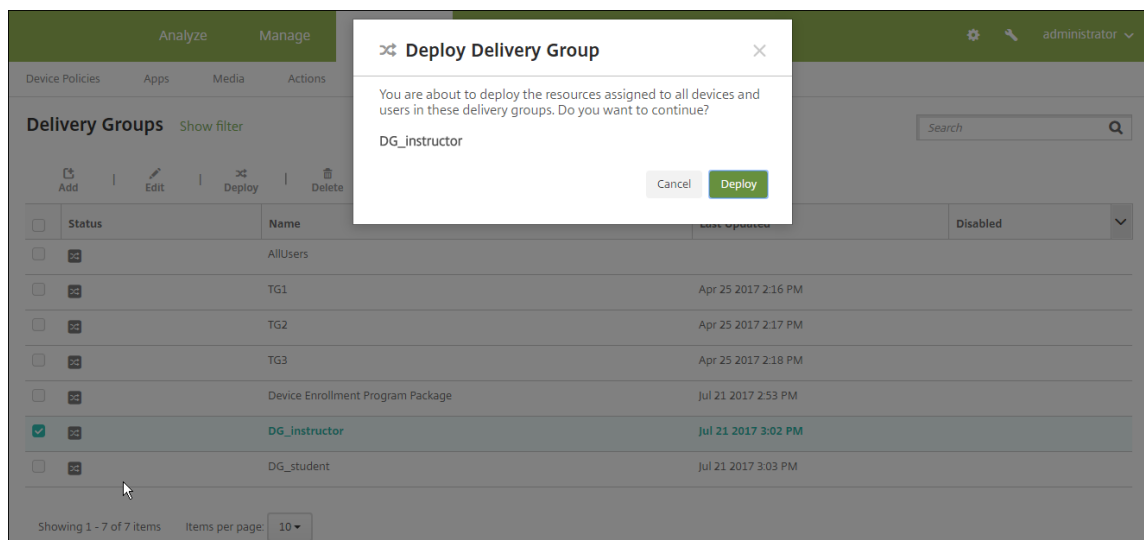 Analyze Manage administrator
Deploy Delivery Group
Device Policies Apps Media Actions
You are about to deploy the resources assigned to all devices and
users in these delivery groups. Do you want to continue?
DG_instructor
Cancel Deploy
Delivery Groups Show filter
Search
Add | Edit | Deploy | Delete
Status Name Last Updated Disabled
AllUsers
TG1 Apr 25 2017 2:16 PM
TG2 Apr 25 2017 2:17 PM
TG3 Apr 25 2017 2:18 PM
Device Enrollment Program Package Jul 21 2017 2:53 PM
DG_instructor Jul 21 2017 3:02 PM
DG_student Jul 21 2017 3:03 PM
Showing 1 - 7 of 7 items Items per page: 10